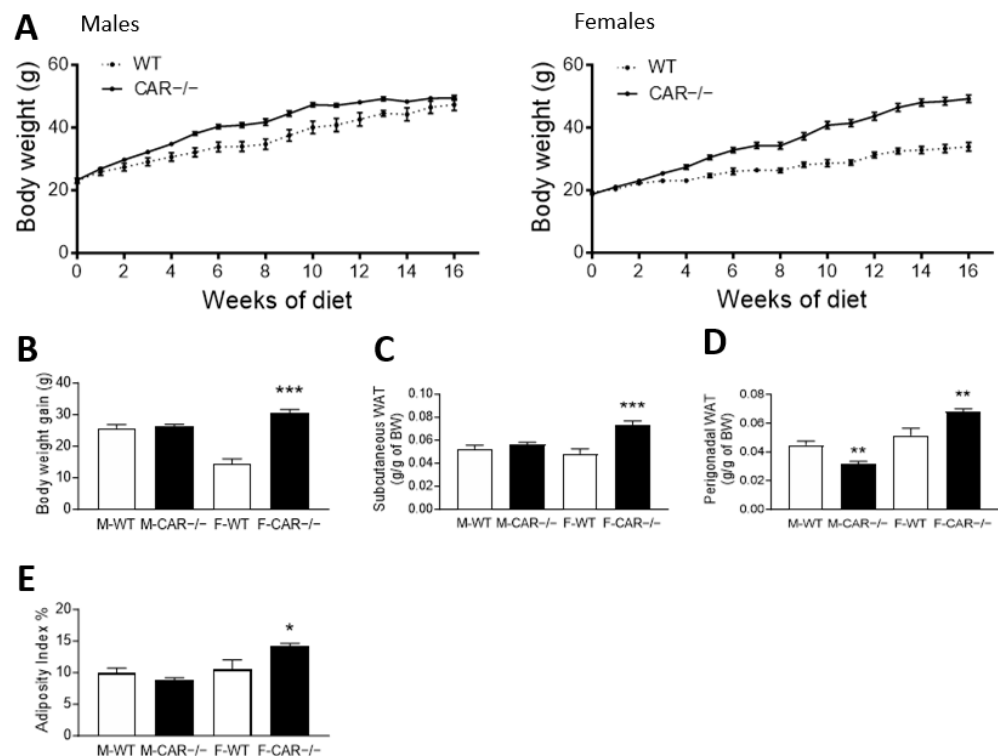 A Males Females
60 WT 60 WT
CAR−/− CAR−/−
Body weight (g) Body weight (g)
40 40
20 20
0 0
0 2 4 6 8 10 12 14 16 0 2 4 6 8 10 12 14 16
Weeks of diet Weeks of diet
B
Body weight gain (g)
40
30
20
10
0
***
M-WT M-CAR−/− F-WT F-CAR−/−
C
Subcutaneous WAT
(g/g of BW)
0.10
0.08
0.06
0.04
0.02
0.00
***
M-WT M-CAR−/− F-WT F-CAR−/−
D
Perigonadal WAT
(g/g of BW)
0.08
0.06
0.04
0.02
0.00
**
**
M-WT M-CAR−/− F-WT F-CAR−/−
E
Adiposity Index %
20
15
10
5
0
*
M-WT M-CAR−/− F-WT F-CAR−/−